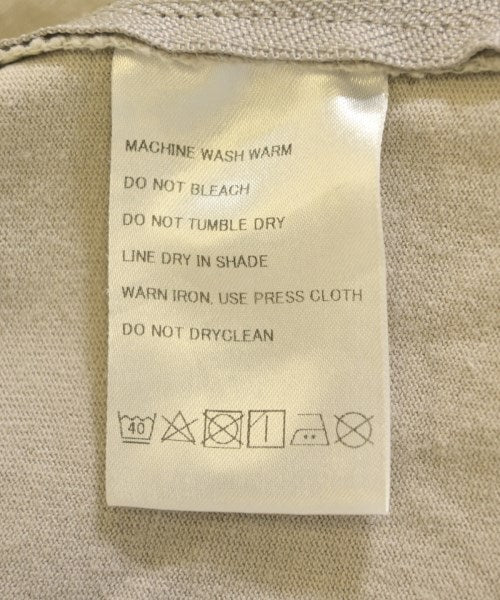 MACHINE WASH WARM
DO NOT BLEACH
DO NOT TUMBLE DRY
LINE DRY IN SHADE
WARN IRON, USE PRESS CLOTH
DO NOT DRYCLEAN
40